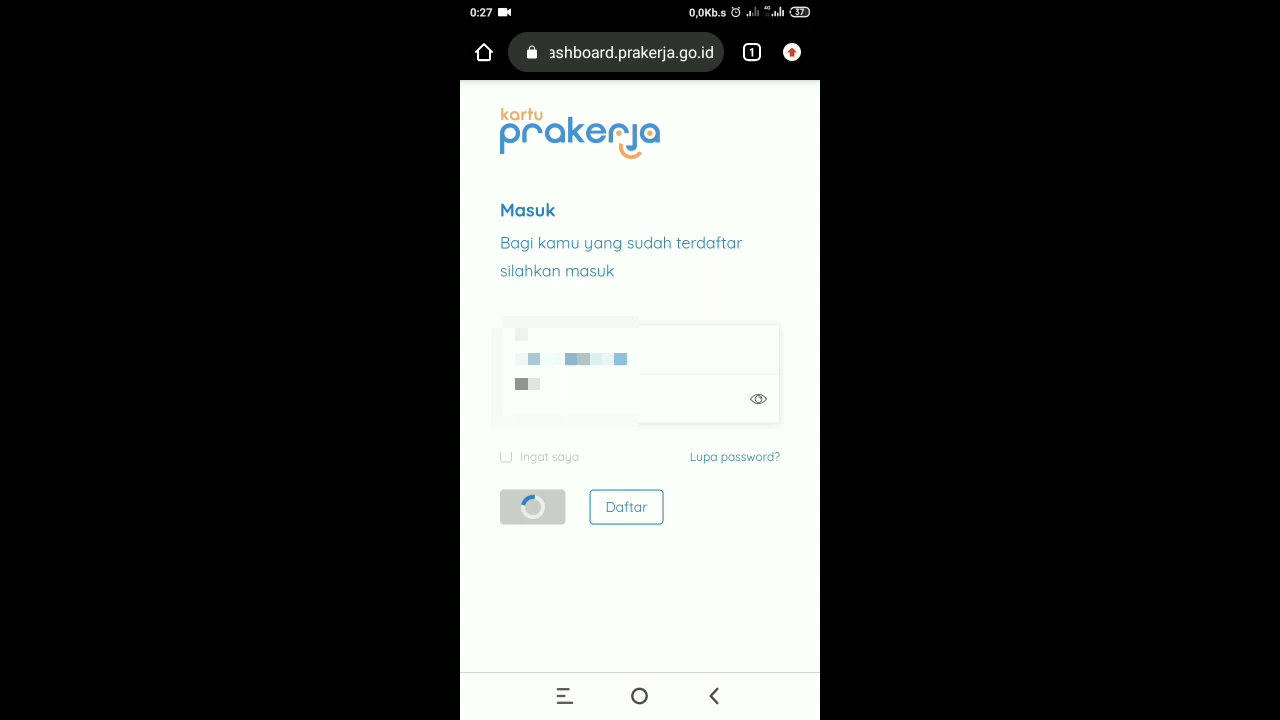 0:27 0,0Kb.s 4G 37
ashboard.prakerja.go.id 1
kartu
prakerja
Masuk
Bagi kamu yang sudah terdaftar
silahkan masuk
Ingat saya Lupa password?
Daftar